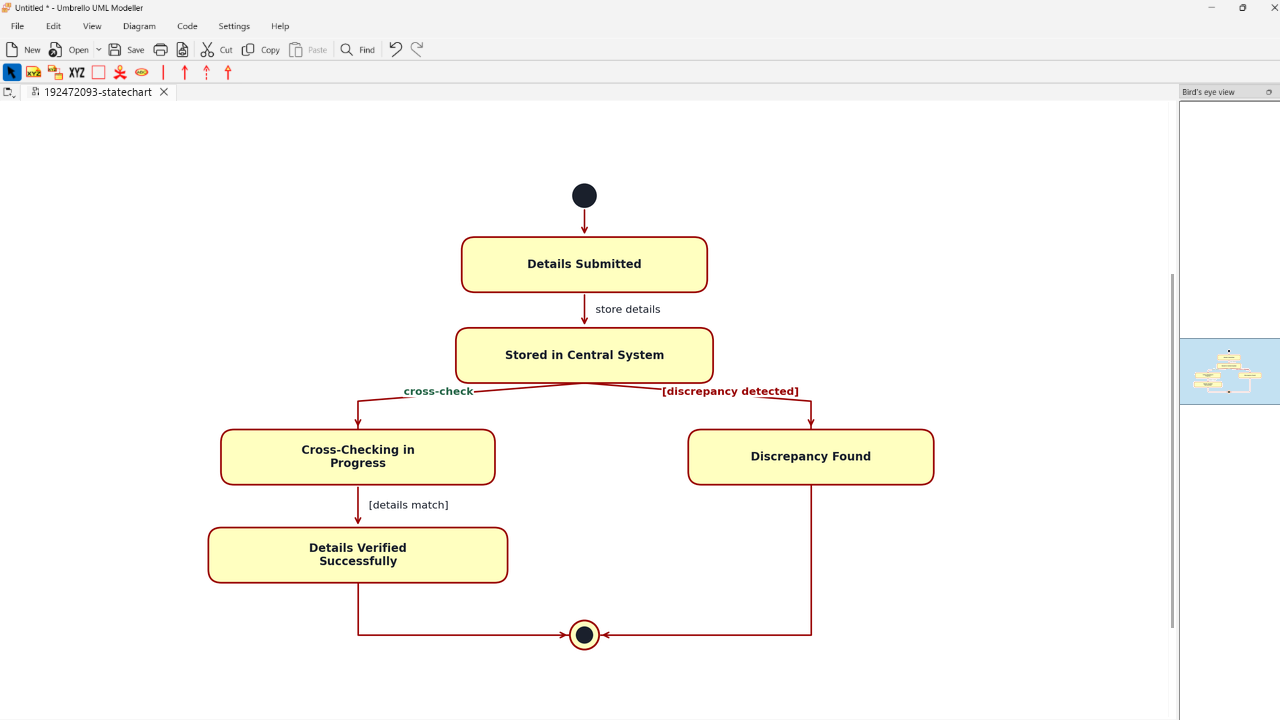 Untitled * - Umbrello UML Modeller
File Edit View Diagram Code Settings Help
New Open Save Cut Copy Paste Find
XYZ XYZ
192472093-statechart
Bird's eye view
Details Submitted
store details
Stored in Central System
cross-check [discrepancy detected]
Cross-Checking in
Progress
Discrepancy Found
[details match]
Details Verified
Successfully